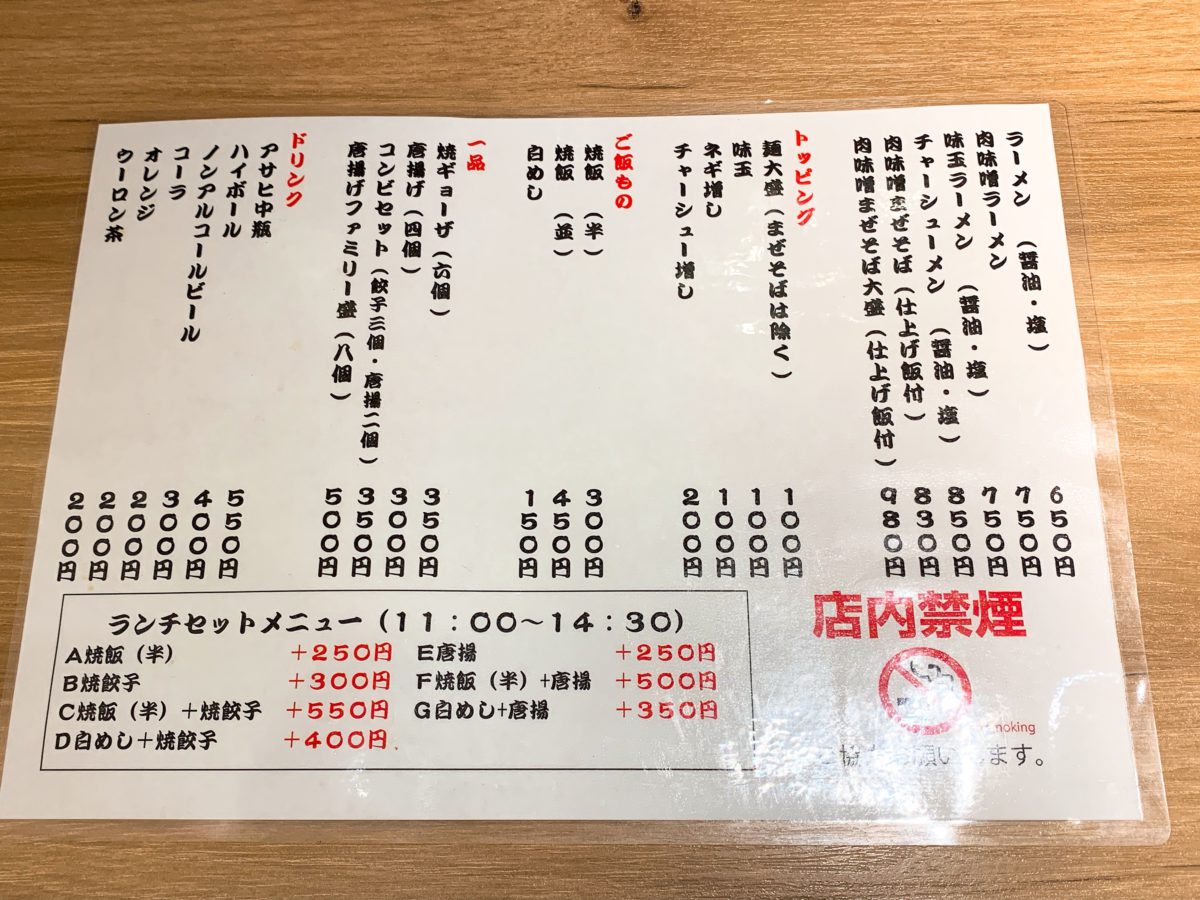 ラーメン (醤油・塩) 650円
肉味噌ラーメン 750円
味玉ラーメン (醤油・塩) 750円
チャーシューメン (醤油・塩) 850円
肉味噌まぜそば (仕上げ飯付) 830円
肉味噌まぜそば大盛 (仕上げ飯付) 980円
トッピング
麺大盛 (まぜそばは除く) 100円
味玉 100円
ネギ増し 100円
チャーシュー増し 200円
ご飯もの
焼飯 (半) 300円
焼飯 (並) 450円
白めし 150円
一品
焼ギョーザ (六個) 350円
唐揚げ (四個) 300円
コンビセット (餃子三個・唐揚二個) 350円
唐揚げファミリー盛 (八個) 500円
ドリンク
アサヒ中瓶 550円
ハイボール 400円
ノンアルコールビール 300円
コーラ 200円
オレンジ 200円
ウーロン茶 200円
ランチセットメニュー(11:00〜14:30)
A焼飯(半) +250円
B焼餃子 +300円
C焼飯(半)+焼餃子 +550円
D白めし+焼餃子 +400円
E唐揚 +250円
F焼飯(半)+唐揚 +500円
G白めし+唐揚 +350円
店内禁煙